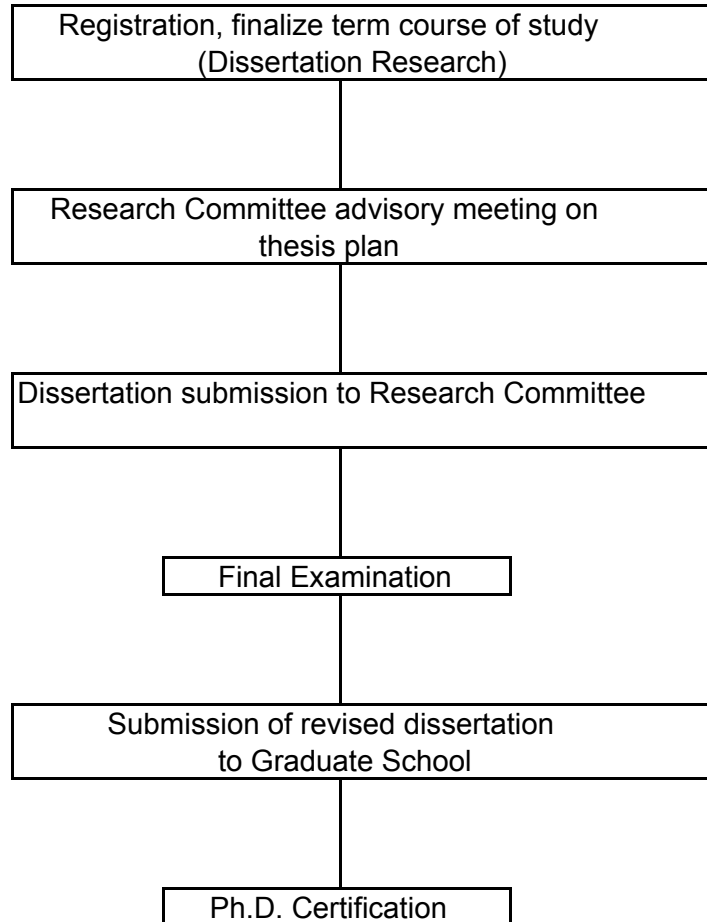 Registration, finalize term course of study
(Dissertation Research)
Research Committee advisory meeting on
thesis plan
Dissertation submission to Research Committee
Final Examination
Submission of revised dissertation
to Graduate School
Ph.D. Certification